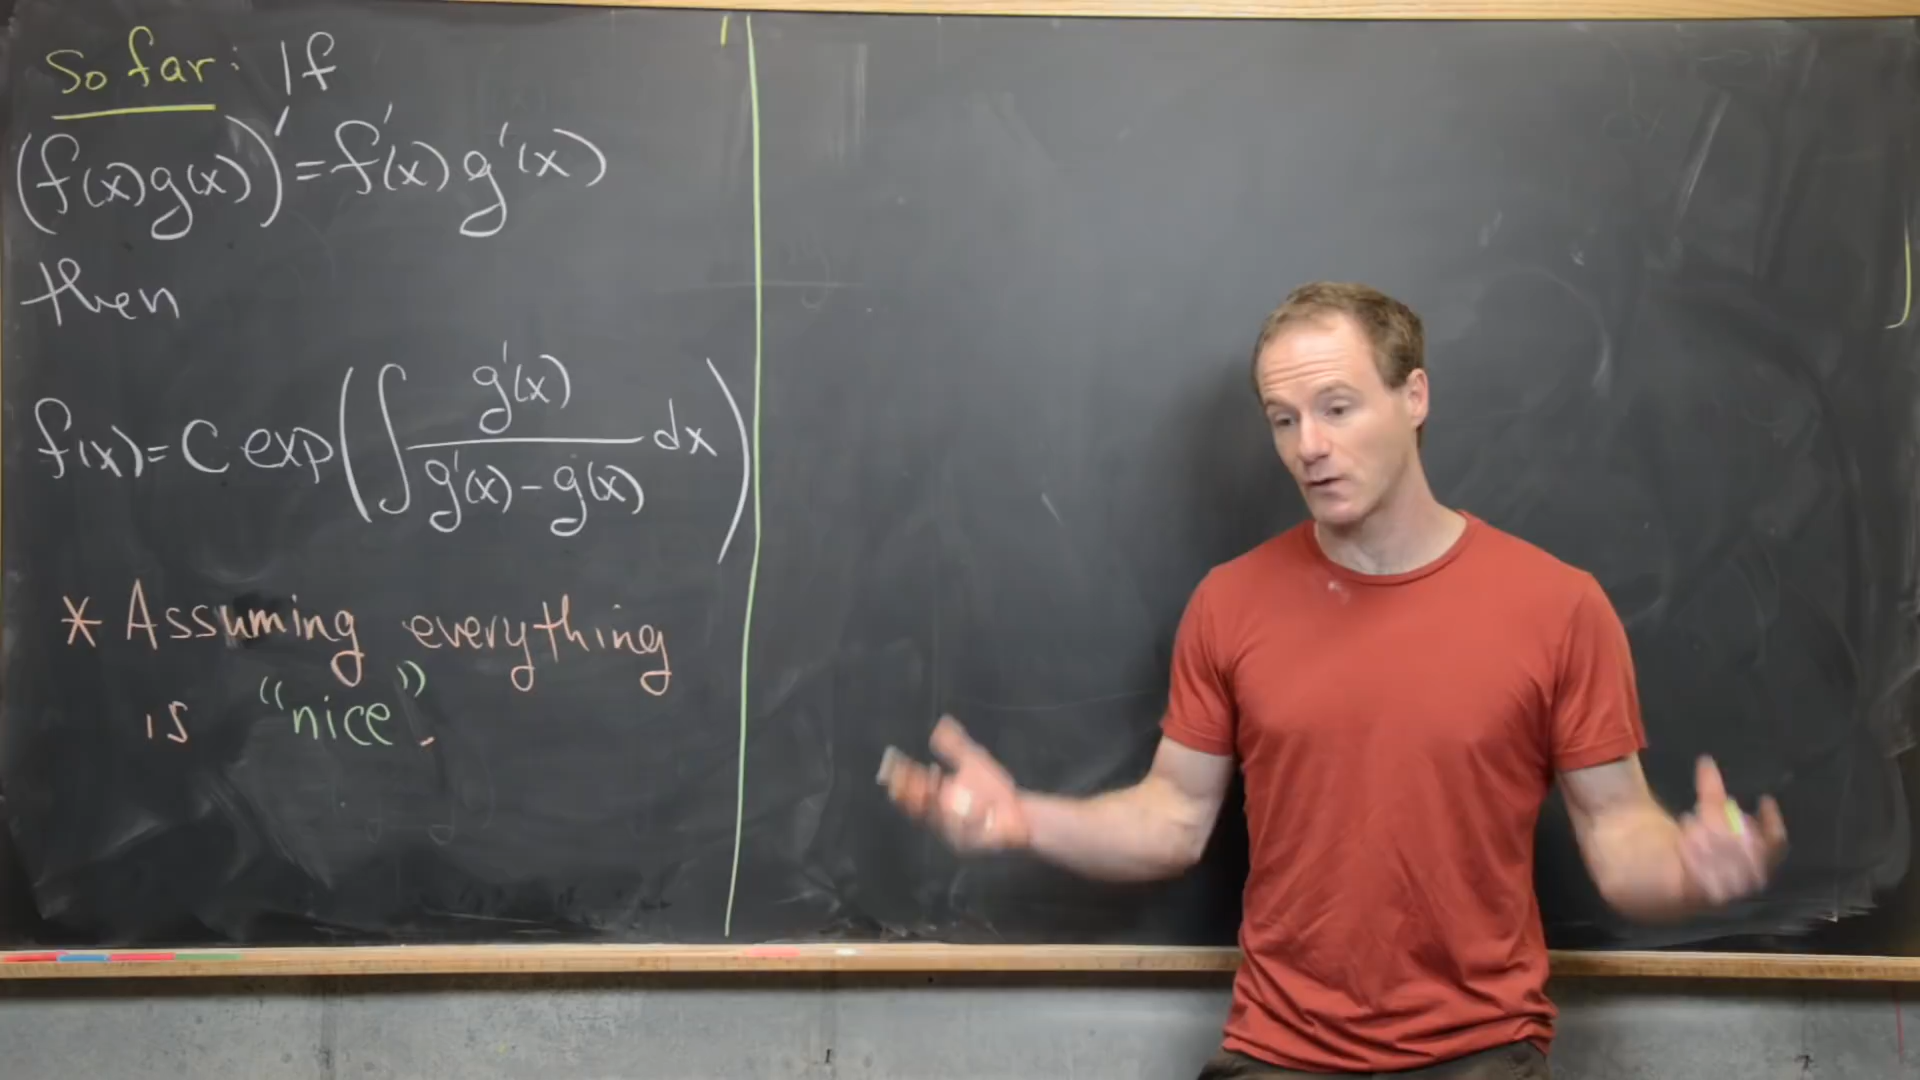 So far: If
(f(x)g(x))' = f'(x)g'(x)
then
f(x) = C exp(∫ g'(x) / (g'(x) - g(x)) dx)
* Assuming everything
is "nice".